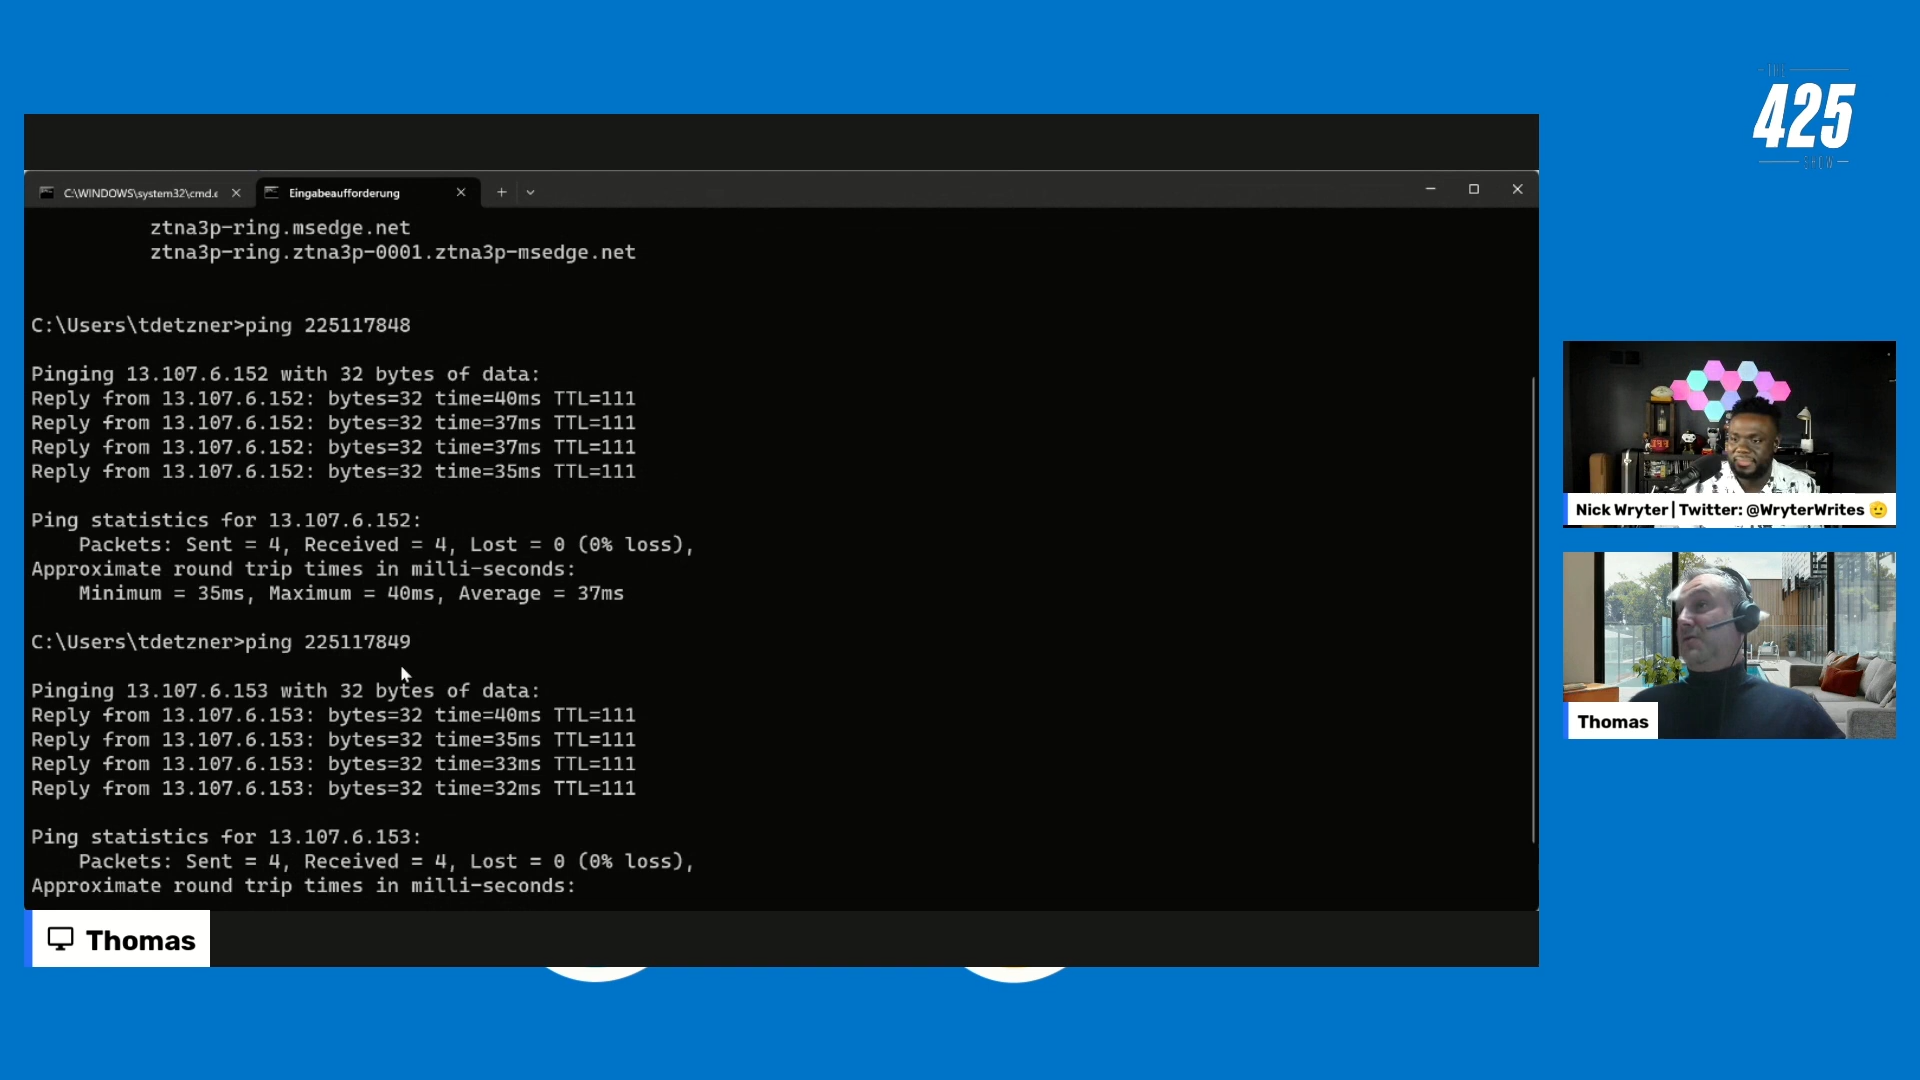 THE
425
SHOW
C:\WINDOWS\system32\cmd.e
Eingabeaufforderung
ztna3p-ring.msedge.net
ztna3p-ring.ztna3p-0001.ztna3p-msedge.net
C:\Users\tdetzner>ping 225117848
Pinging 13.107.6.152 with 32 bytes of data:
Reply from 13.107.6.152: bytes=32 time=40ms TTL=111
Reply from 13.107.6.152: bytes=32 time=37ms TTL=111
Reply from 13.107.6.152: bytes=32 time=37ms TTL=111
Reply from 13.107.6.152: bytes=32 time=35ms TTL=111
Ping statistics for 13.107.6.152:
Packets: Sent = 4, Received = 4, Lost = 0 (0% loss),
Approximate round trip times in milli-seconds:
Minimum = 35ms, Maximum = 40ms, Average = 37ms
C:\Users\tdetzner>ping 225117849
Pinging 13.107.6.153 with 32 bytes of data:
Reply from 13.107.6.153: bytes=32 time=40ms TTL=111
Reply from 13.107.6.153: bytes=32 time=35ms TTL=111
Reply from 13.107.6.153: bytes=32 time=33ms TTL=111
Reply from 13.107.6.153: bytes=32 time=32ms TTL=111
Ping statistics for 13.107.6.153:
Packets: Sent = 4, Received = 4, Lost = 0 (0% loss),
Approximate round trip times in milli-seconds:
Thomas
Nick Wryter | Twitter: @WryterWrites 🫡
Thomas